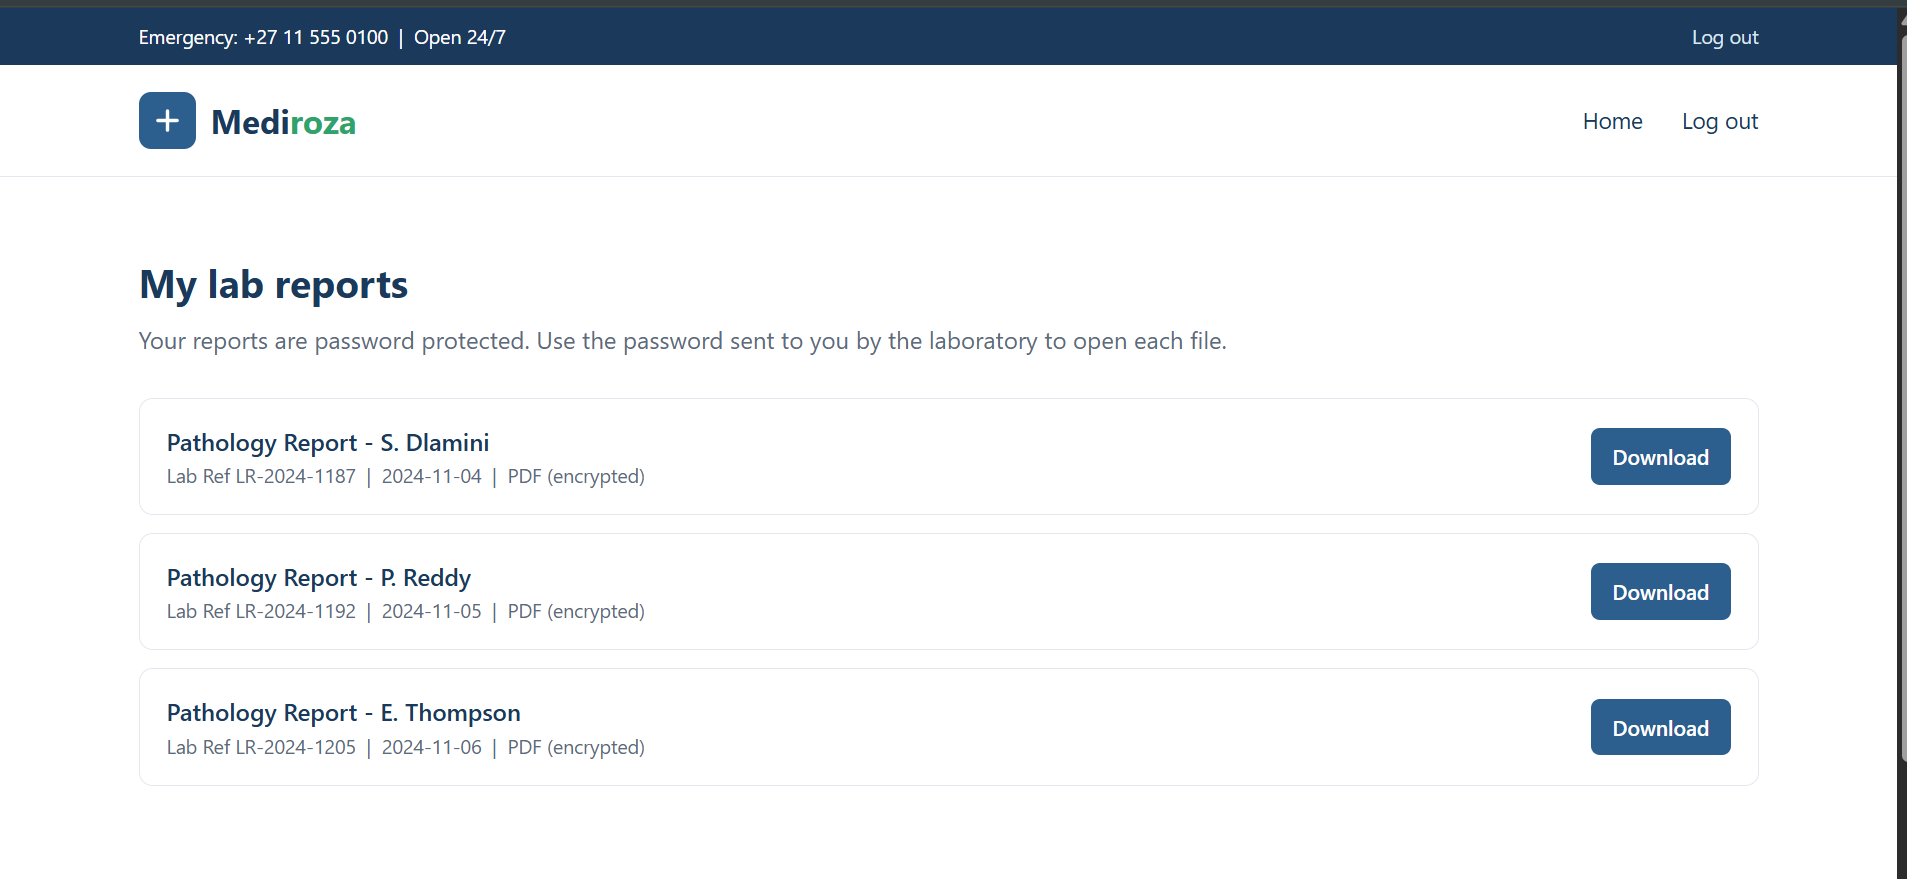 Emergency: +27 11 555 0100 | Open 24/7
Log out
+ Mediroza
Home
Log out
My lab reports
Your reports are password protected. Use the password sent to you by the laboratory to open each file.
Pathology Report - S. Dlamini
Lab Ref LR-2024-1187 | 2024-11-04 | PDF (encrypted)
Download
Pathology Report - P. Reddy
Lab Ref LR-2024-1192 | 2024-11-05 | PDF (encrypted)
Download
Pathology Report - E. Thompson
Lab Ref LR-2024-1205 | 2024-11-06 | PDF (encrypted)
Download